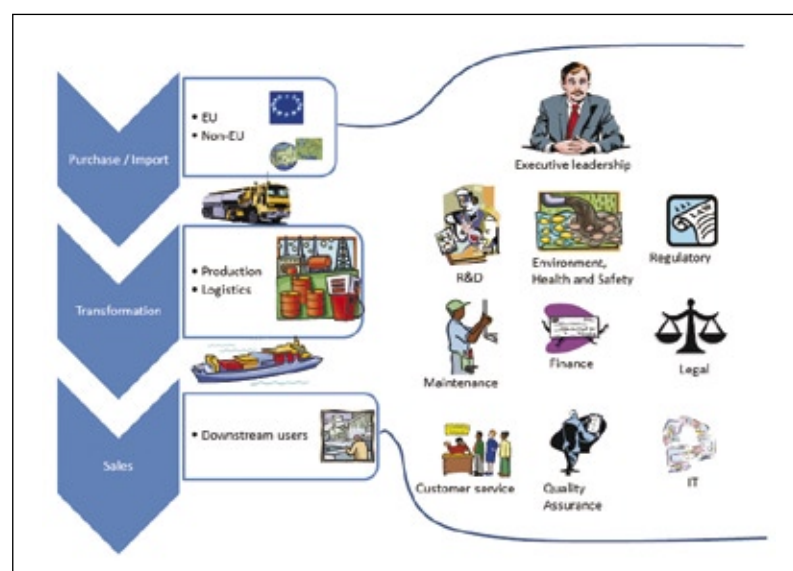 Purchase / Import
• EU
• Non-EU
Transformation
• Production
• Logistics
Sales
• Downstream users
Executive leadership
R&D
Environment,
Health and Safety
Regulatory
LAW
Maintenance
Finance
Legal
Customer service
Quality
Assurance
IT